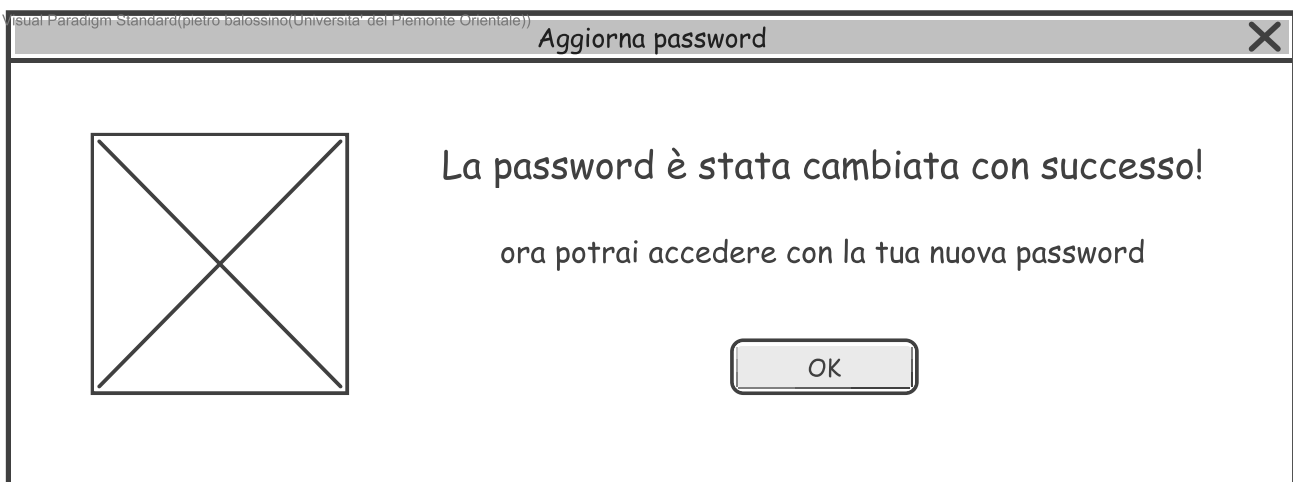 Visual Paradigm Standard(pietro balossino(Universita' del Piemonte Orientale))
Aggiorna password
La password è stata cambiata con successo!
ora potrai accedere con la tua nuova password
OK